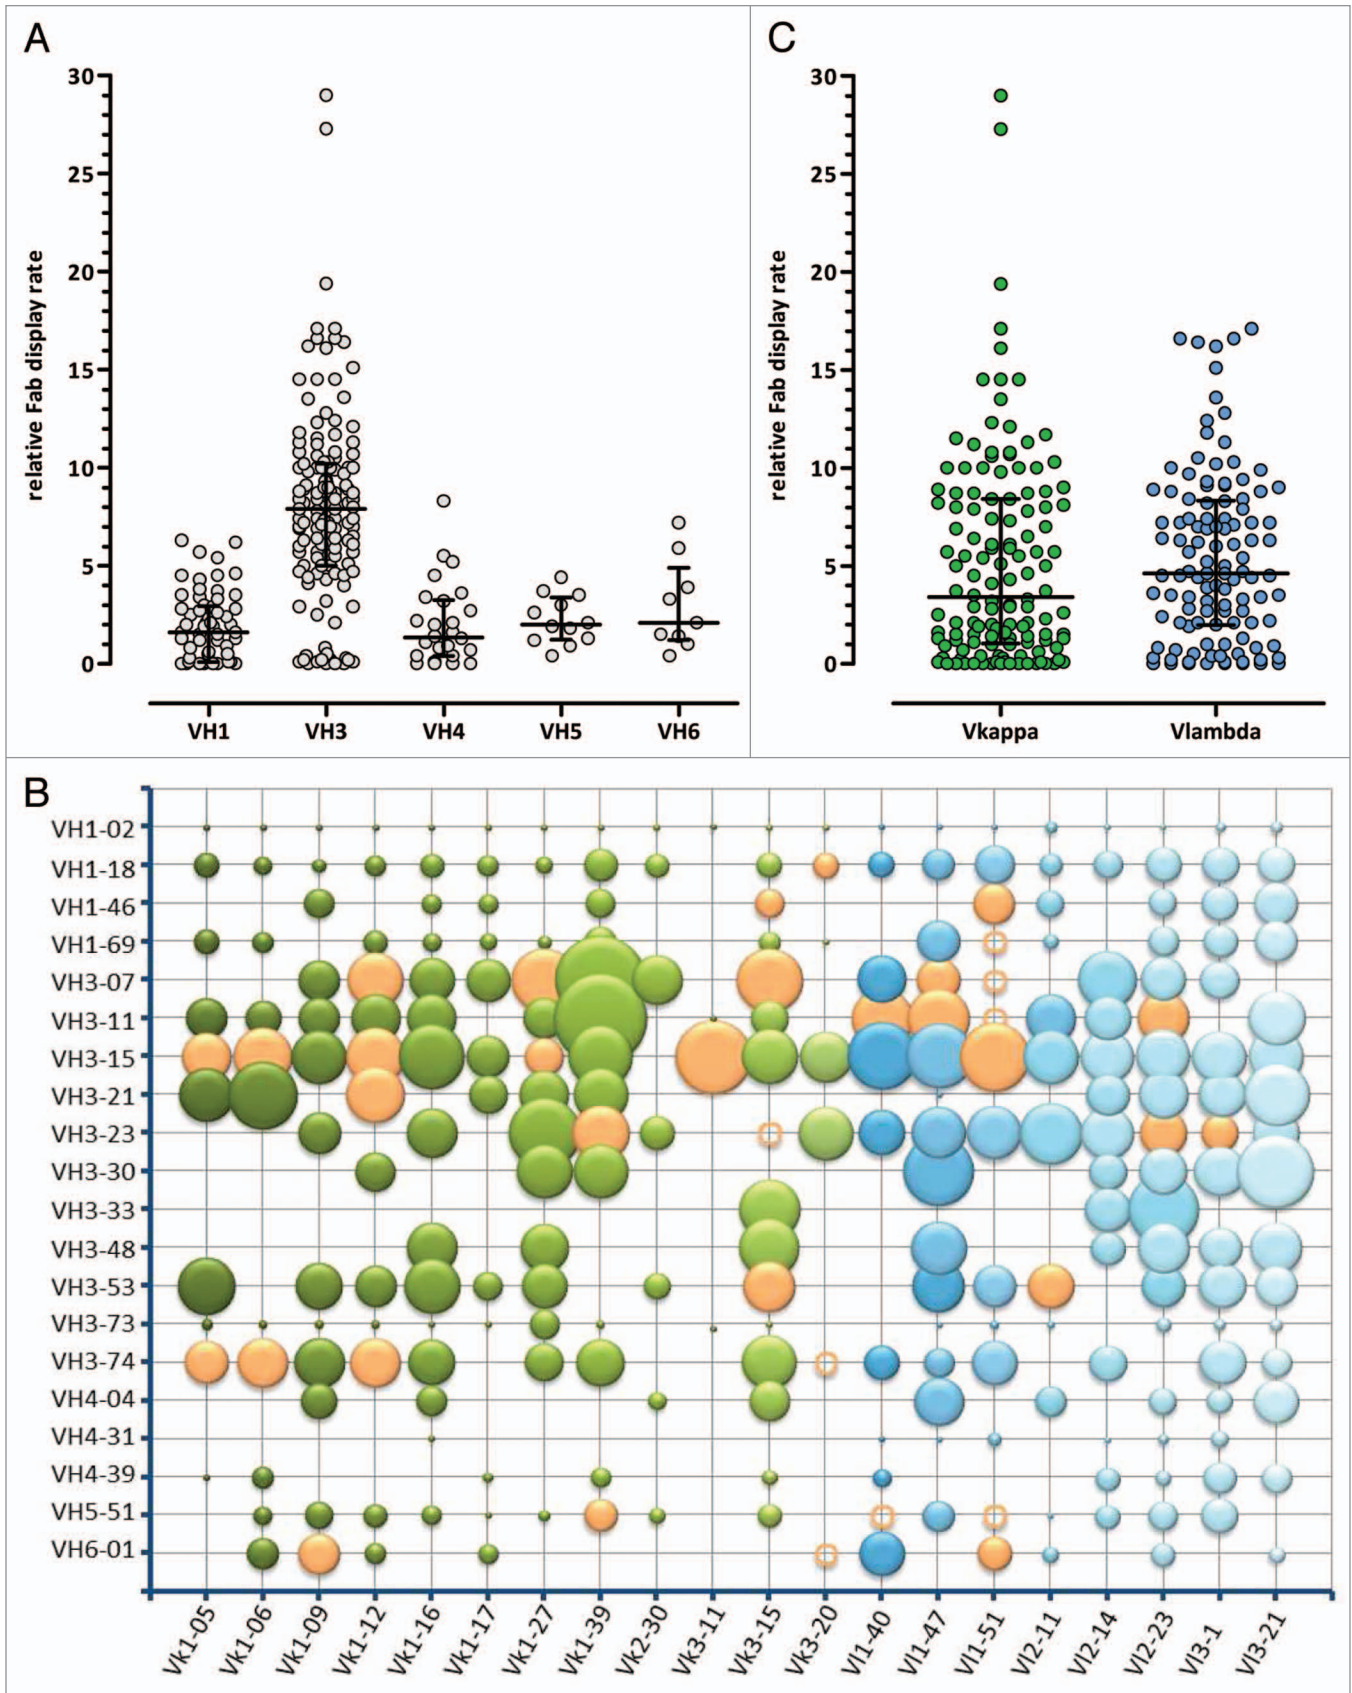 A
relative Fab display rate
30
25
20
15
10
5
0
VH1 VH3 VH4 VH5 VH6
C
relative Fab display rate
30
25
20
15
10
5
0
Vkappa Vlambda
B
VH1-02
VH1-18
VH1-46
VH1-69
VH3-07
VH3-11
VH3-15
VH3-21
VH3-23
VH3-30
VH3-33
VH3-48
VH3-53
VH3-73
VH3-74
VH4-04
VH4-31
VH4-39
VH5-51
VH6-01
Vk1-05 Vk1-06 Vk1-09 Vk1-12 Vk1-16 Vk1-17 Vk1-27 Vk1-39 Vk2-30 Vk3-11 Vk3-15 Vk3-20 Vl1-40 Vl1-47 Vl1-51 Vl2-11 Vl2-14 Vl2-23 Vl3-1 Vl3-21